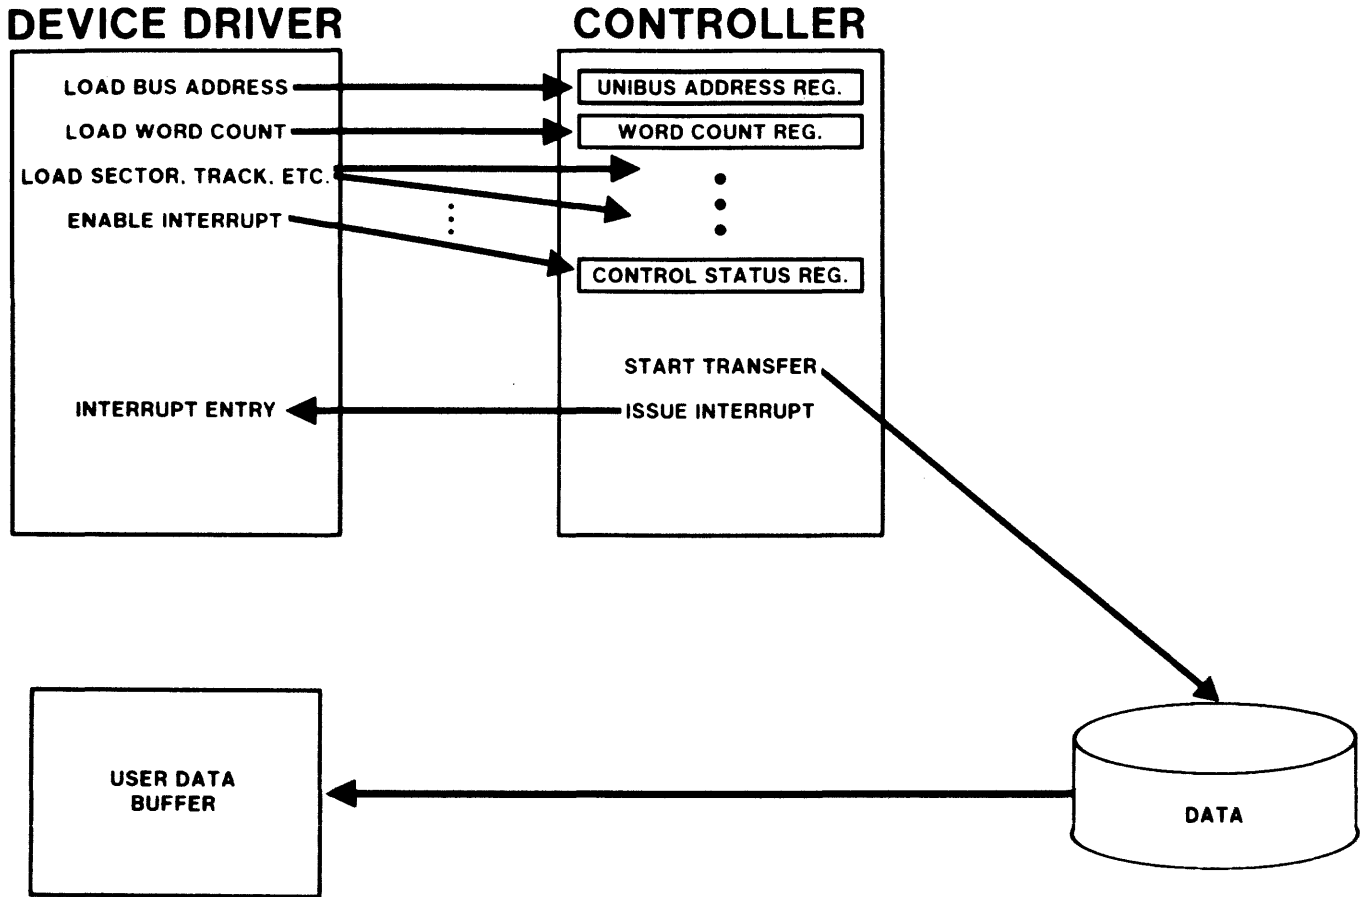 DEVICE DRIVER
CONTROLLER
LOAD BUS ADDRESS
UNIBUS ADDRESS REG.
LOAD WORD COUNT
WORD COUNT REG.
LOAD SECTOR, TRACK, ETC.
ENABLE INTERRUPT
CONTROL STATUS REG.
START TRANSFER
INTERRUPT ENTRY
ISSUE INTERRUPT
USER DATA
BUFFER
DATA